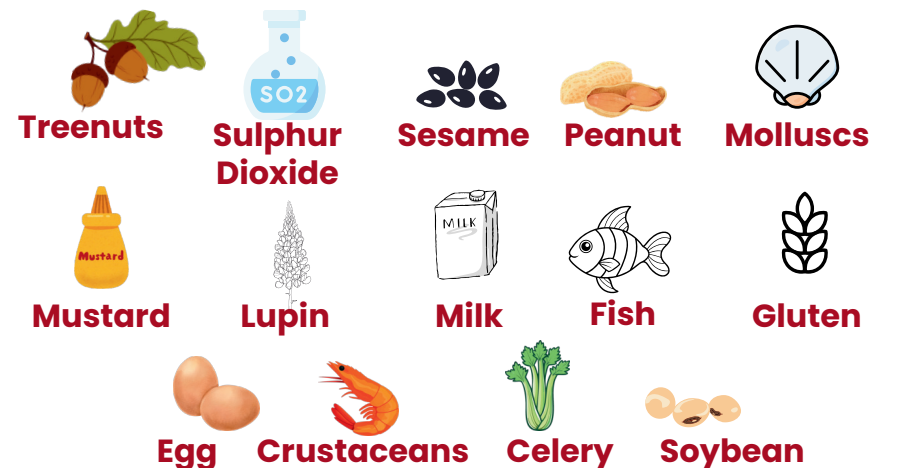 SO2
Treenuts
Sulphur
Dioxide
Sesame
Peanut
Molluscs
Mustard
MILK
Mustard
Lupin
Milk
Fish
Gluten
Egg
Crustaceans
Celery
Soybean